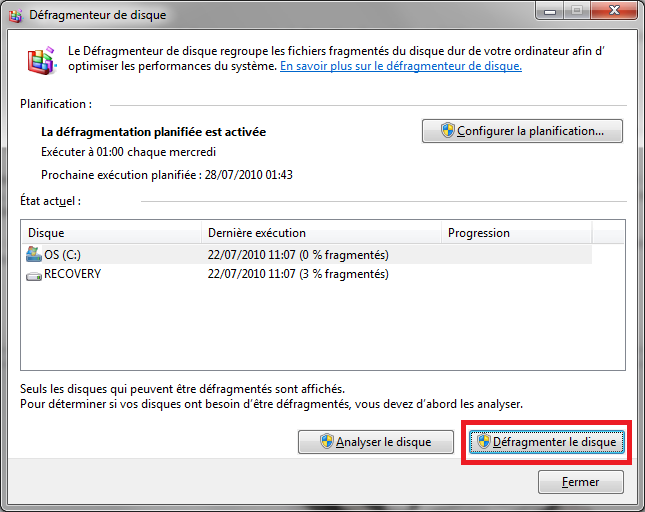 Défragmenteur de disque
Le Défragmenteur de disque regroupe les fichiers fragmentés du disque dur de votre ordinateur afin d'
optimiser les performances du système. En savoir plus sur le défragmenteur de disque.
Planification :
La défragmentation planifiée est activée
Configurer la planification...
Exécuter à 01:00 chaque mercredi
Prochaine exécution planifiée : 28/07/2010 01:43
État actuel :
Disque Dernière exécution Progression
OS (C:) 22/07/2010 11:07 (0 % fragmentés)
RECOVERY 22/07/2010 11:07 (3 % fragmentés)
Seuls les disques qui peuvent être défragmentés sont affichés.
Pour déterminer si vos disques ont besoin d'être défragmentés, vous devez d'abord les analyser.
Analyser le disque Défragmenter le disque
Fermer